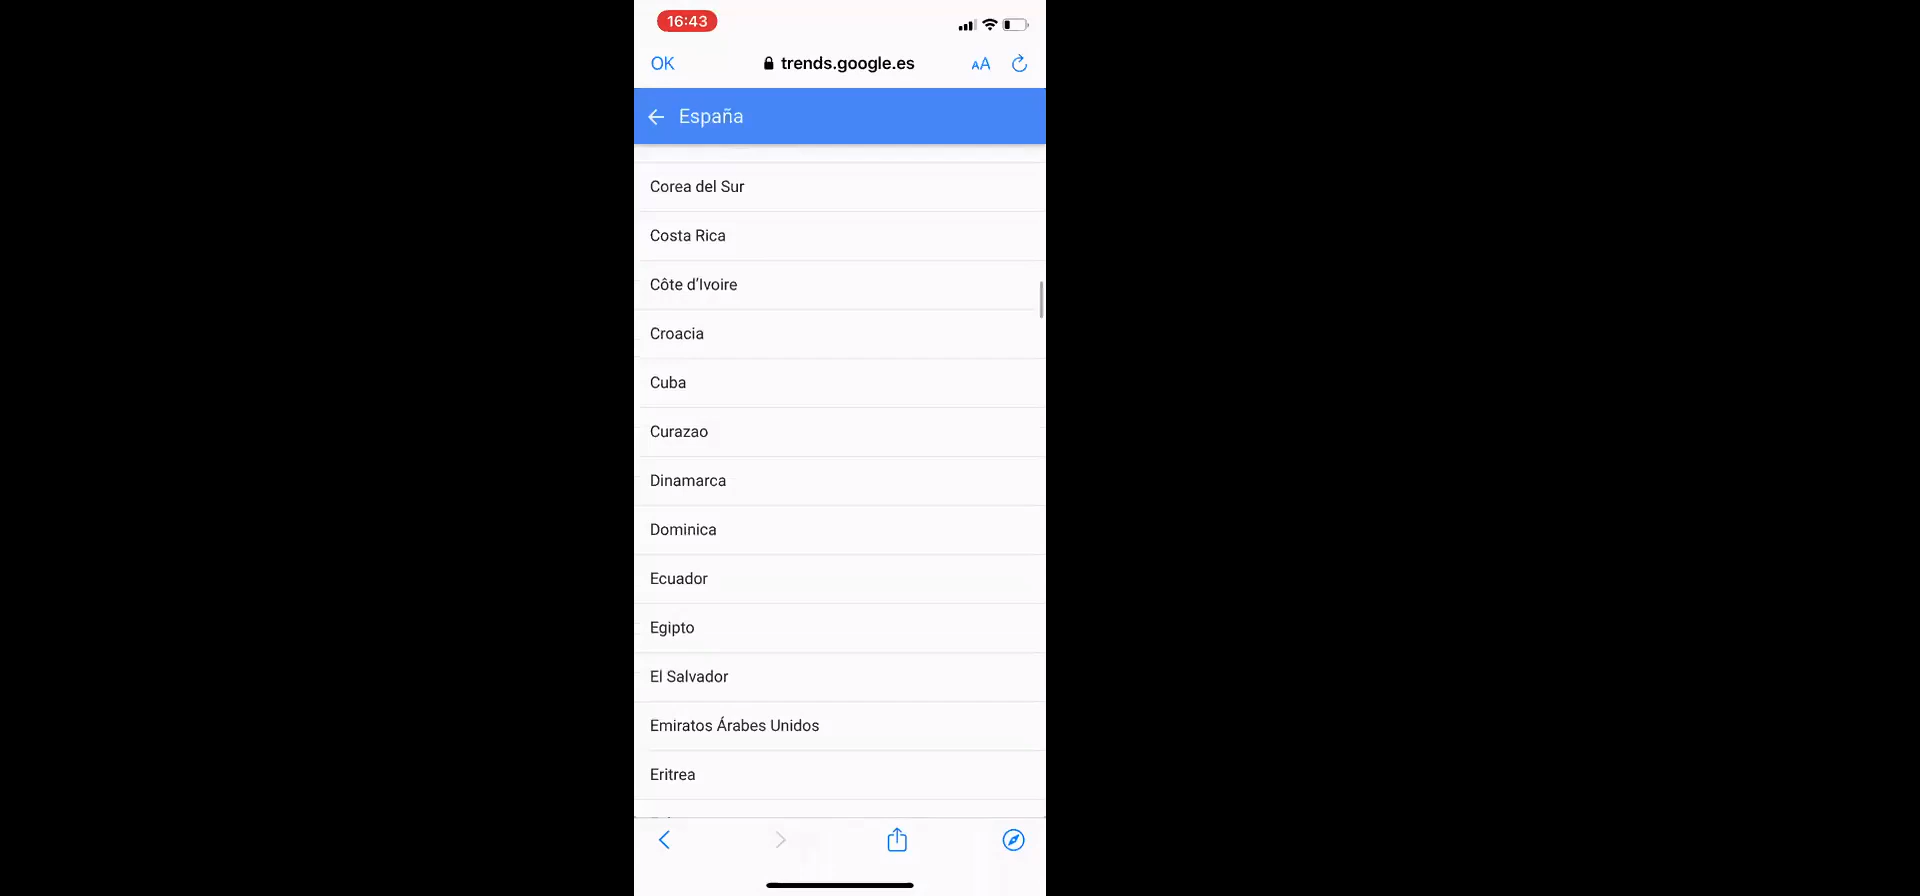 16:43
OK
trends.google.es
AA
España
Corea del Sur
Costa Rica
Côte d’Ivoire
Croacia
Cuba
Curazao
Dinamarca
Dominica
Ecuador
Egipto
El Salvador
Emiratos Árabes Unidos
Eritrea